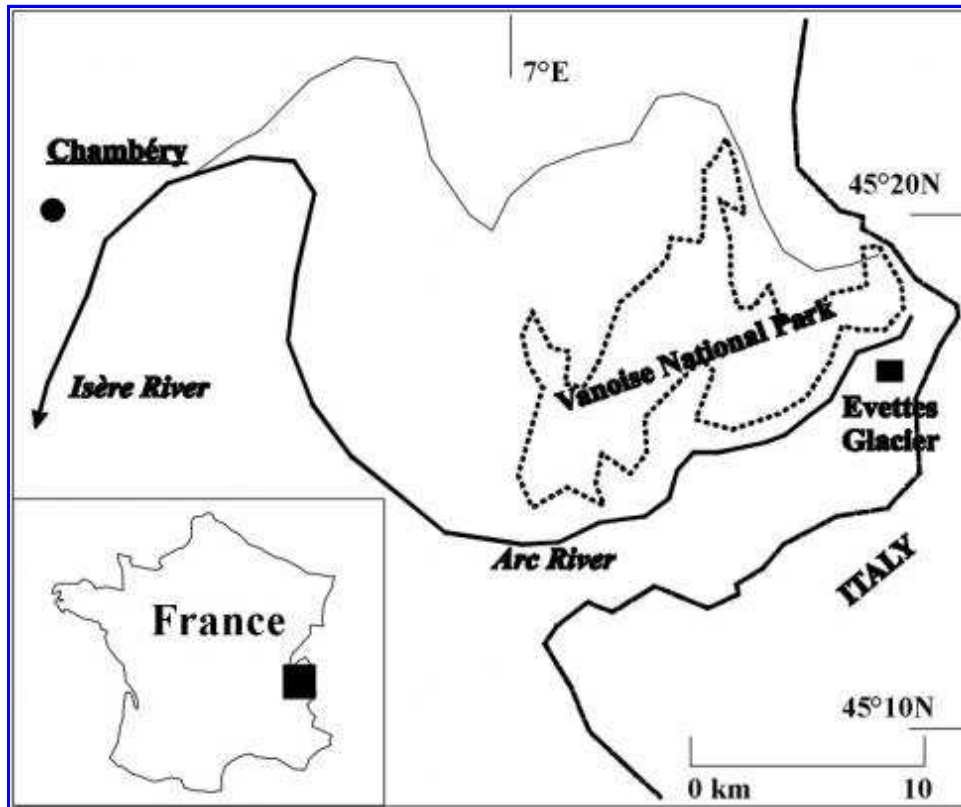 7°E
Chambéry
45°20N
Vanoise National Park
Isère River
Evettes
Glacier
Arc River
ITALY
France
45°10N
0 km 10